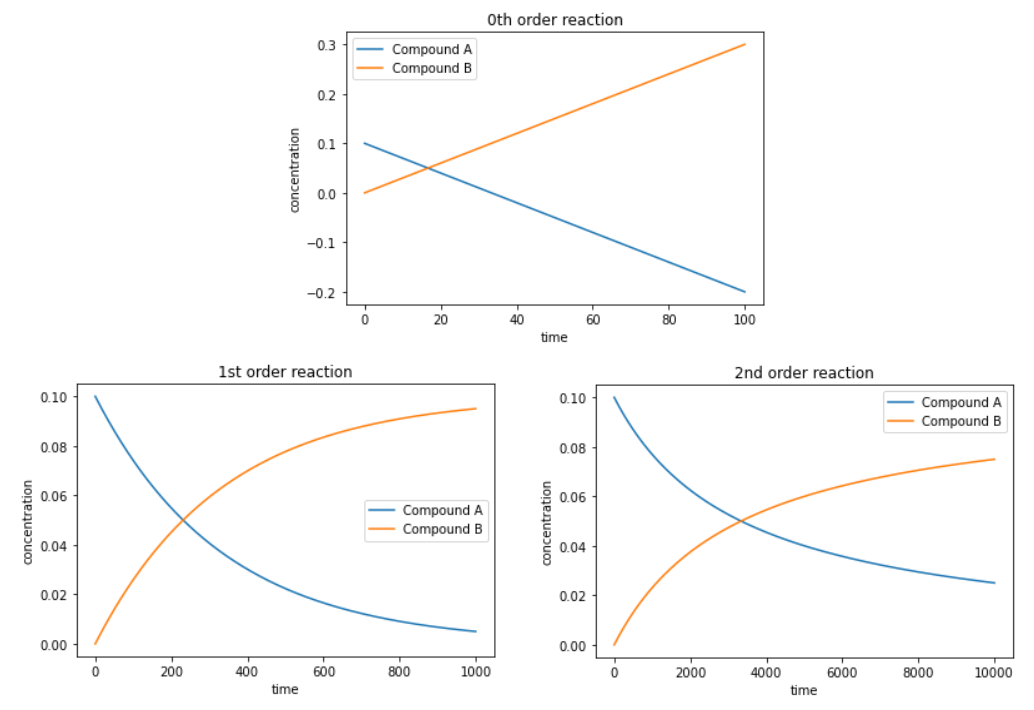 0th order reaction
Compound A
Compound B
0.3
0.2
0.1
0.0
−0.1
−0.2
concentration
0 20 40 60 80 100
time
1st order reaction
0.10
0.08
0.06
0.04
0.02
0.00
concentration
Compound A
Compound B
0 200 400 600 800 1000
time
2nd order reaction
Compound A
Compound B
0.10
0.08
0.06
0.04
0.02
0.00
concentration
0 2000 4000 6000 8000 10000
time